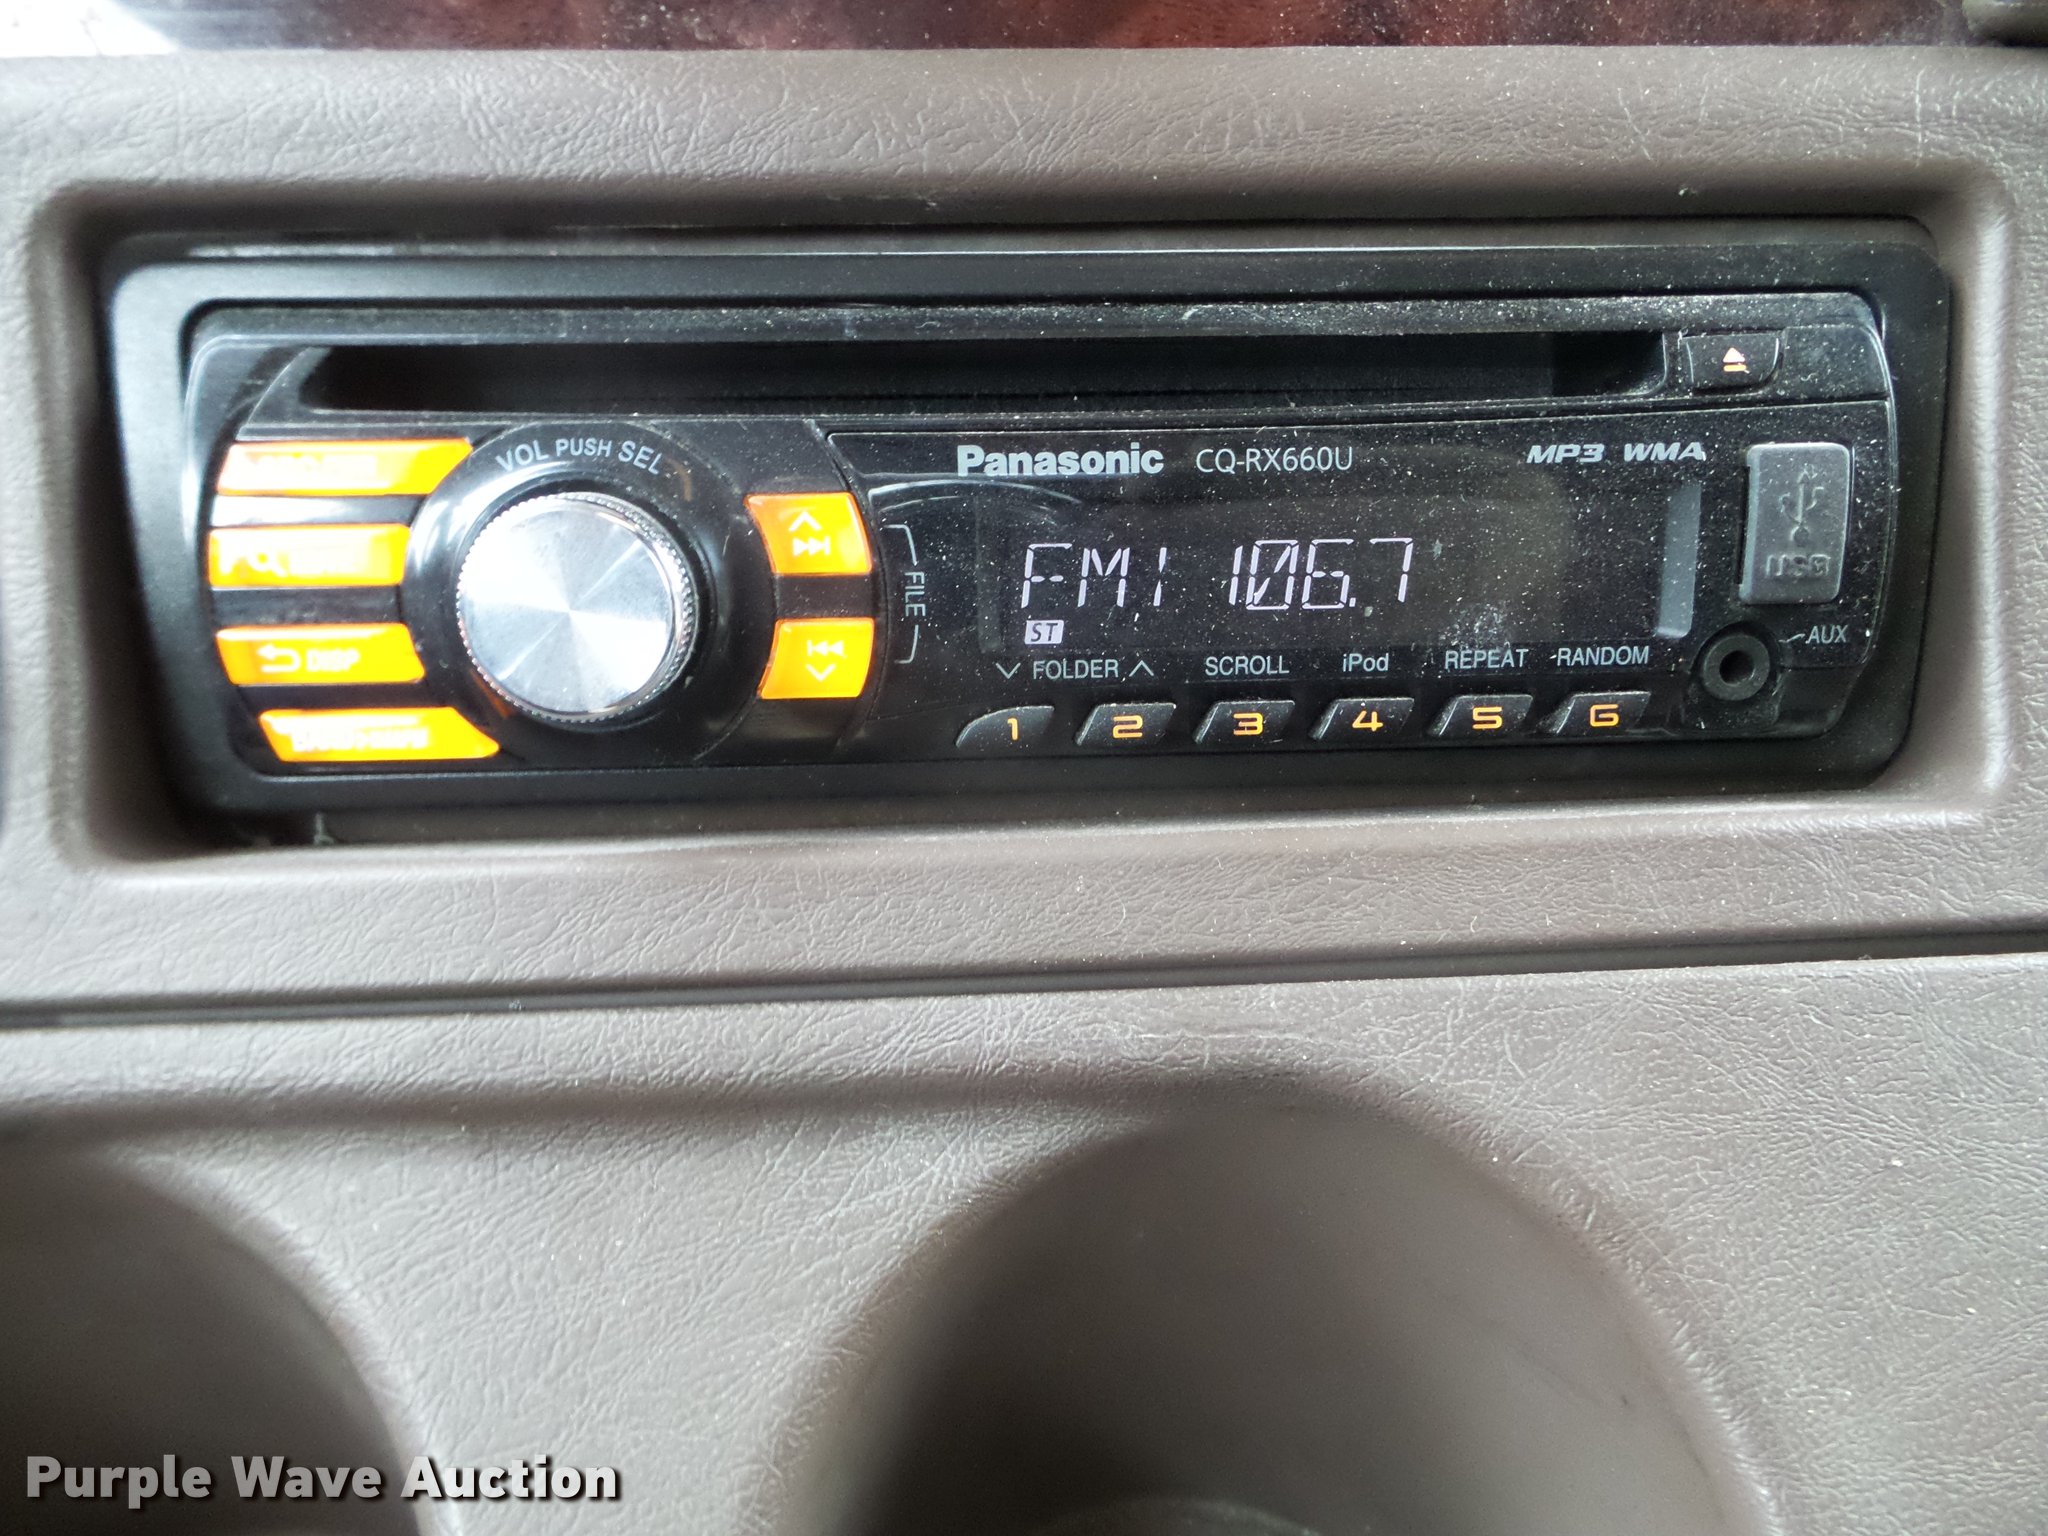 VOL PUSH SEL
Panasonic CQ-RX660U MP3 WMA
USB
FM1 106.7
ST
FILE
DISP
AUX
FOLDER SCROLL iPod REPEAT RANDOM
1 2 3 4 5 6
Purple Wave Auction